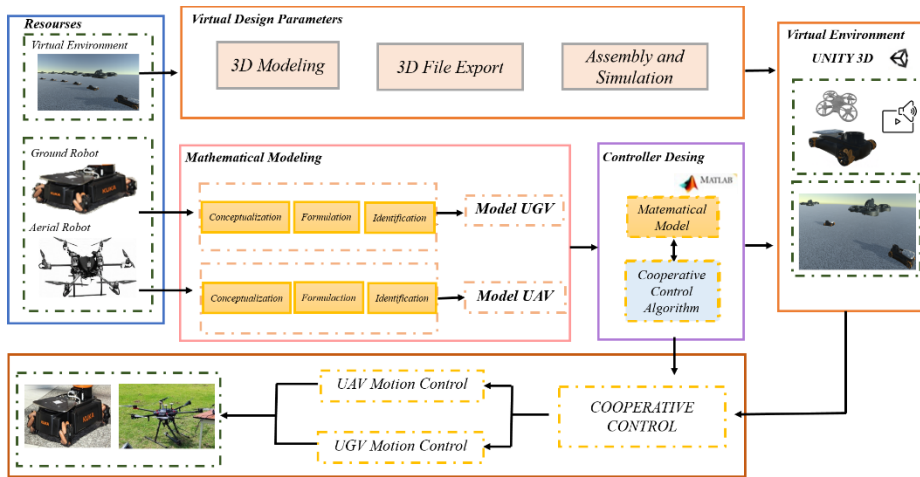 Resourses
Virtual Environment
Ground Robot
KUKA
Aerial Robot
Virtual Design Parameters
3D Modeling
3D File Export
Assembly and
Simulation
Mathematical Modeling
Conceptualization
Formulation
Identification
Model UGV
Conceptualization
Formulaction
Identification
Model UAV
Controller Desing
MATLAB
Matematical
Model
Cooperative
Control
Algorithm
Virtual Environment
UNITY 3D
UAV Motion Control
UGV Motion Control
COOPERATIVE
CONTROL
KUKA